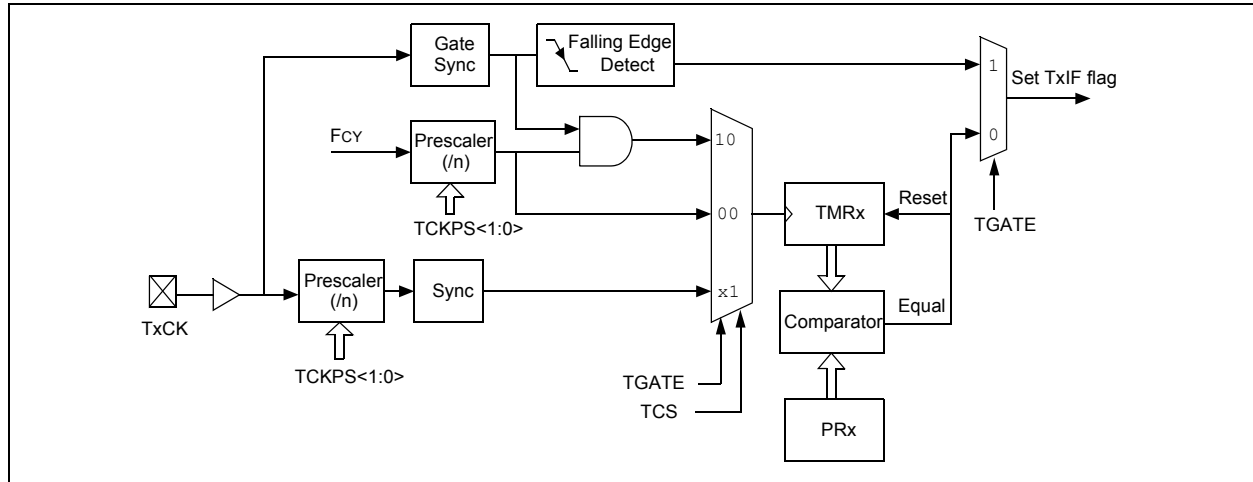 Gate
Sync
Falling Edge
Detect
1
Set TxIF flag
0
TGATE
FCY
Prescaler
(/n)
TCKPS<1:0>
10
00
x1
TMRx
Reset
Comparator
Equal
PRx
TxCK
Prescaler
(/n)
Sync
TCKPS<1:0>
TGATE
TCS